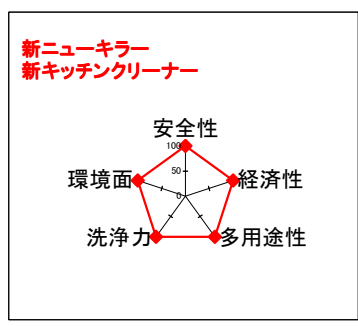 新ニューキラー
新キッチンクリーナー
安全性
100
環境面
50
経済性
0
洗浄力
多用途性